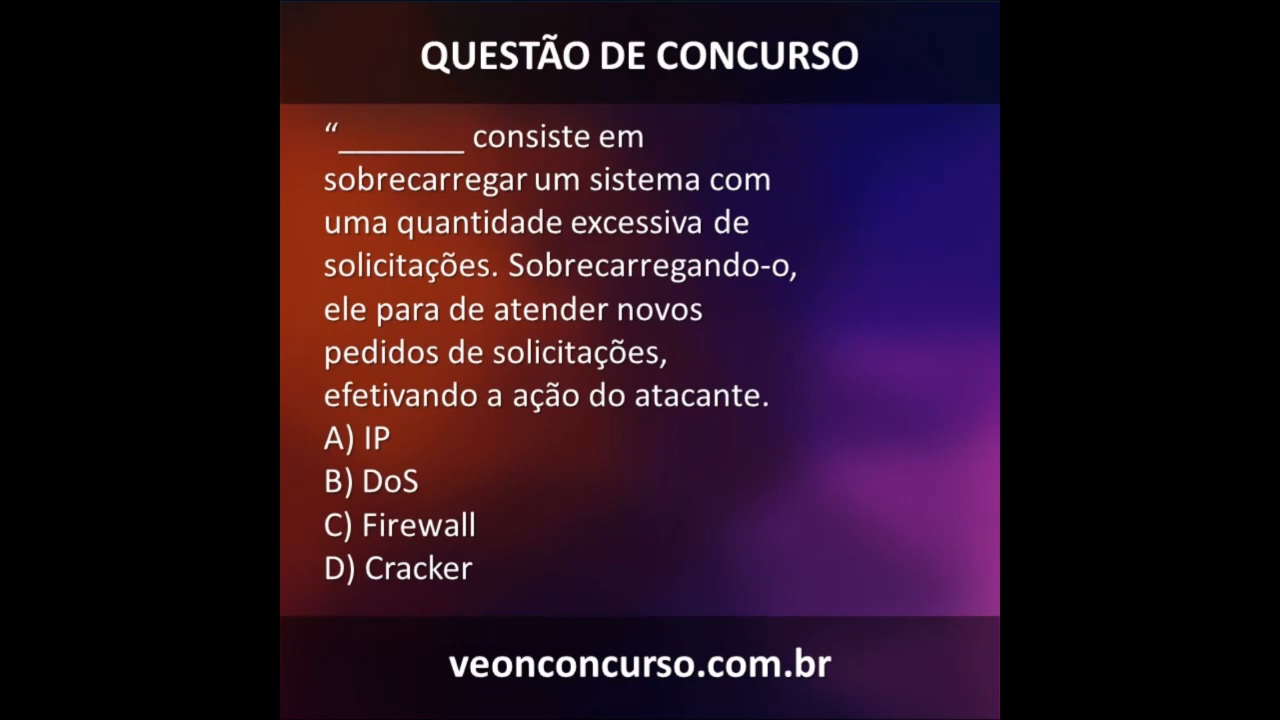 QUESTÃO DE CONCURSO
“_______ consiste em
sobrecarregar um sistema com
uma quantidade excessiva de
solicitações. Sobrecarregando-o,
ele para de atender novos
pedidos de solicitações,
efetivando a ação do atacante.
A) IP
B) DoS
C) Firewall
D) Cracker
veonconcurso.com.br